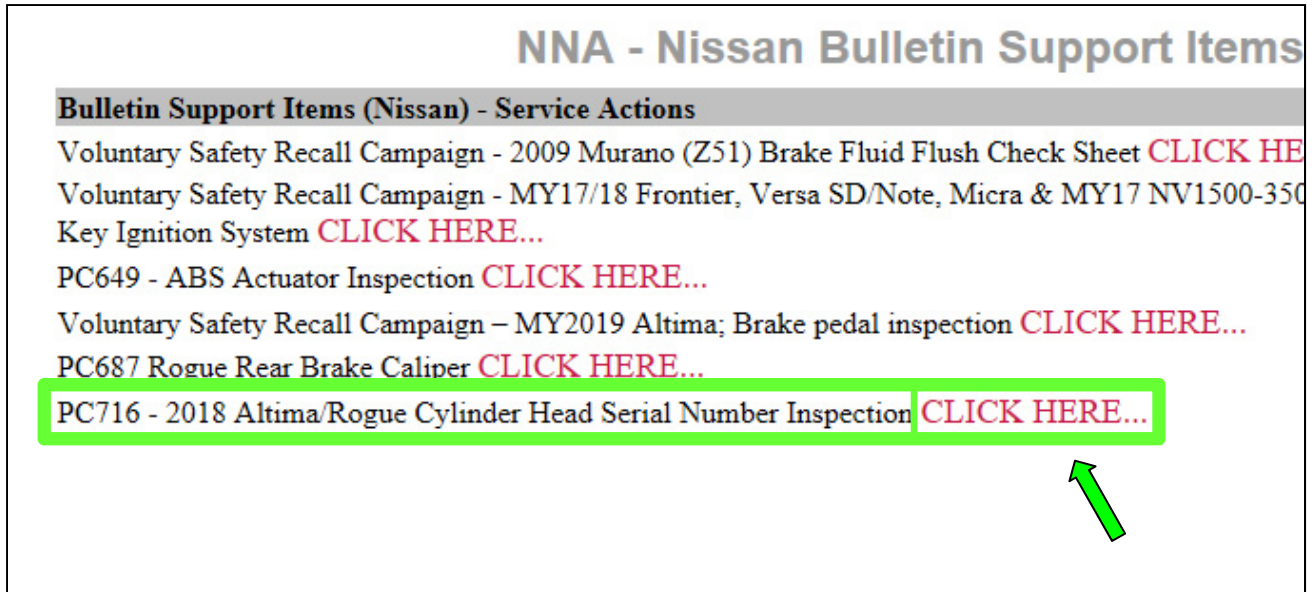 NNA - Nissan Bulletin Support Items
Bulletin Support Items (Nissan) - Service Actions
Voluntary Safety Recall Campaign - 2009 Murano (Z51) Brake Fluid Flush Check Sheet CLICK HE
Voluntary Safety Recall Campaign - MY17/18 Frontier, Versa SD/Note, Micra & MY17 NV1500-350
Key Ignition System CLICK HERE...
PC649 - ABS Actuator Inspection CLICK HERE...
Voluntary Safety Recall Campaign – MY2019 Altima; Brake pedal inspection CLICK HERE...
PC687 Rogue Rear Brake Caliper CLICK HERE...
PC716 - 2018 Altima/Rogue Cylinder Head Serial Number Inspection CLICK HERE...